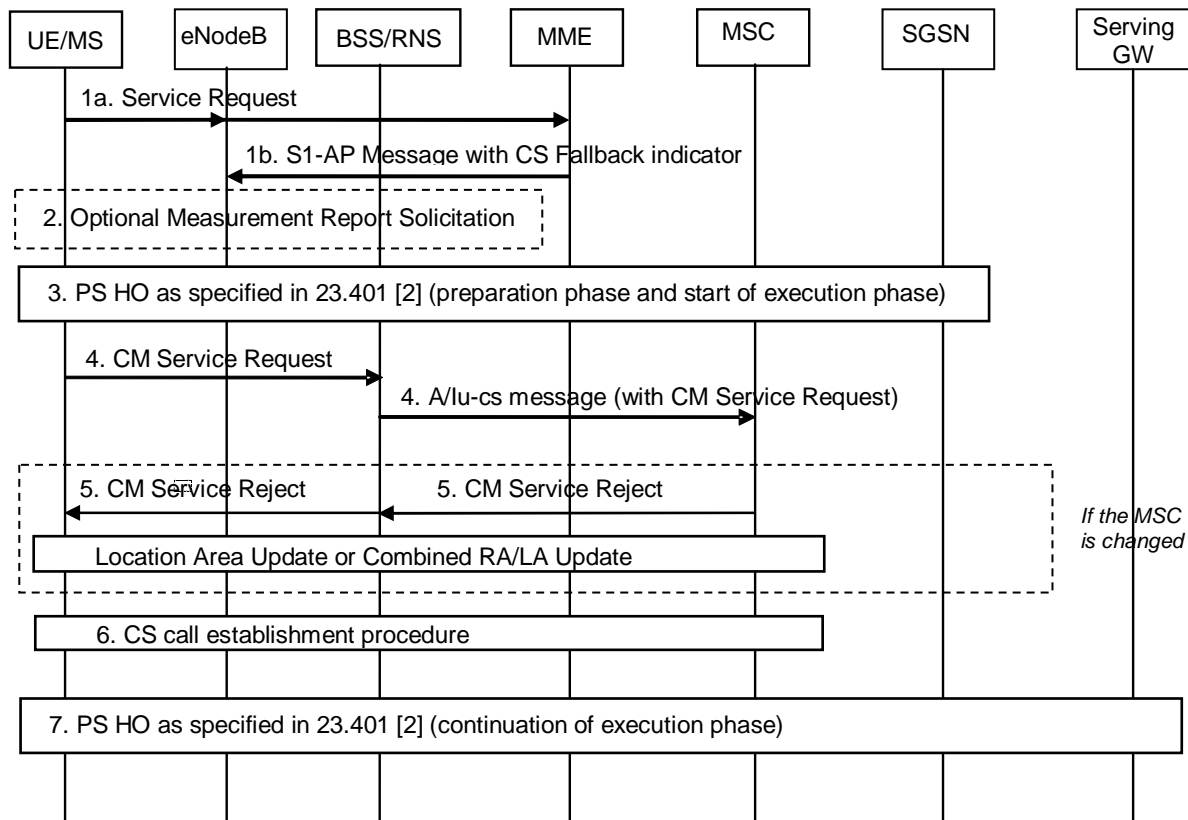 UE/MS
eNodeB
BSS/RNS
MME
MSC
SGSN
Serving
GW
1a. Service Request
1b. S1-AP Message with CS Fallback indicator
2. Optional Measurement Report Solicitation
3. PS HO as specified in 23.401 [2] (preparation phase and start of execution phase)
4. CM Service Request
4. A/Iu-cs message (with CM Service Request)
5. CM Service Reject
5. CM Service Reject
If the MSC
is changed
Location Area Update or Combined RA/LA Update
6. CS call establishment procedure
7. PS HO as specified in 23.401 [2] (continuation of execution phase)